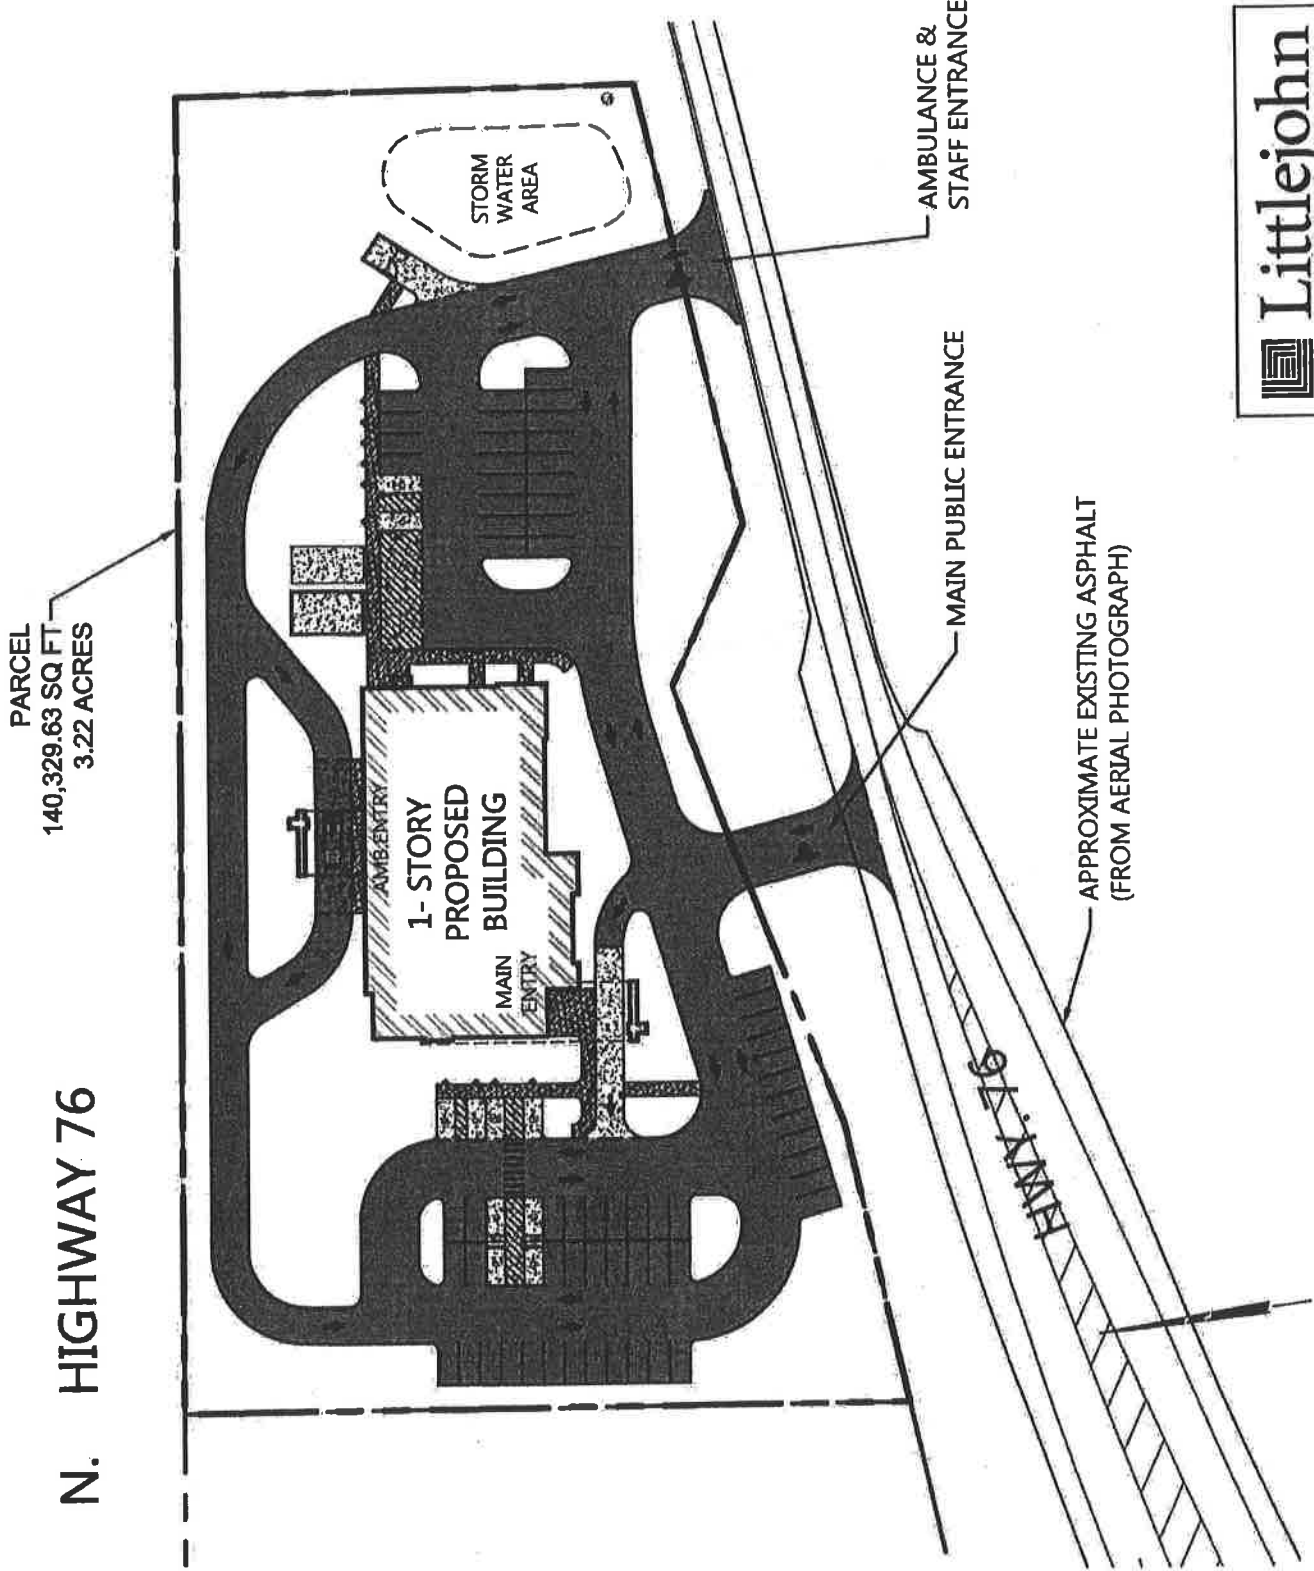 N. HIGHWAY 76
PARCEL
140,329.63 SQ FT
3.22 ACRES
STORM
WATER
AREA
AMB.ENTRY
1- STORY
PROPOSED
BUILDING
MAIN
ENTRY
AMBULANCE &
STAFF ENTRANCE
MAIN PUBLIC ENTRANCE
APPROXIMATE EXISTING ASPHALT
(FROM AERIAL PHOTOGRAPH)
HWY. 76
Littlejohn